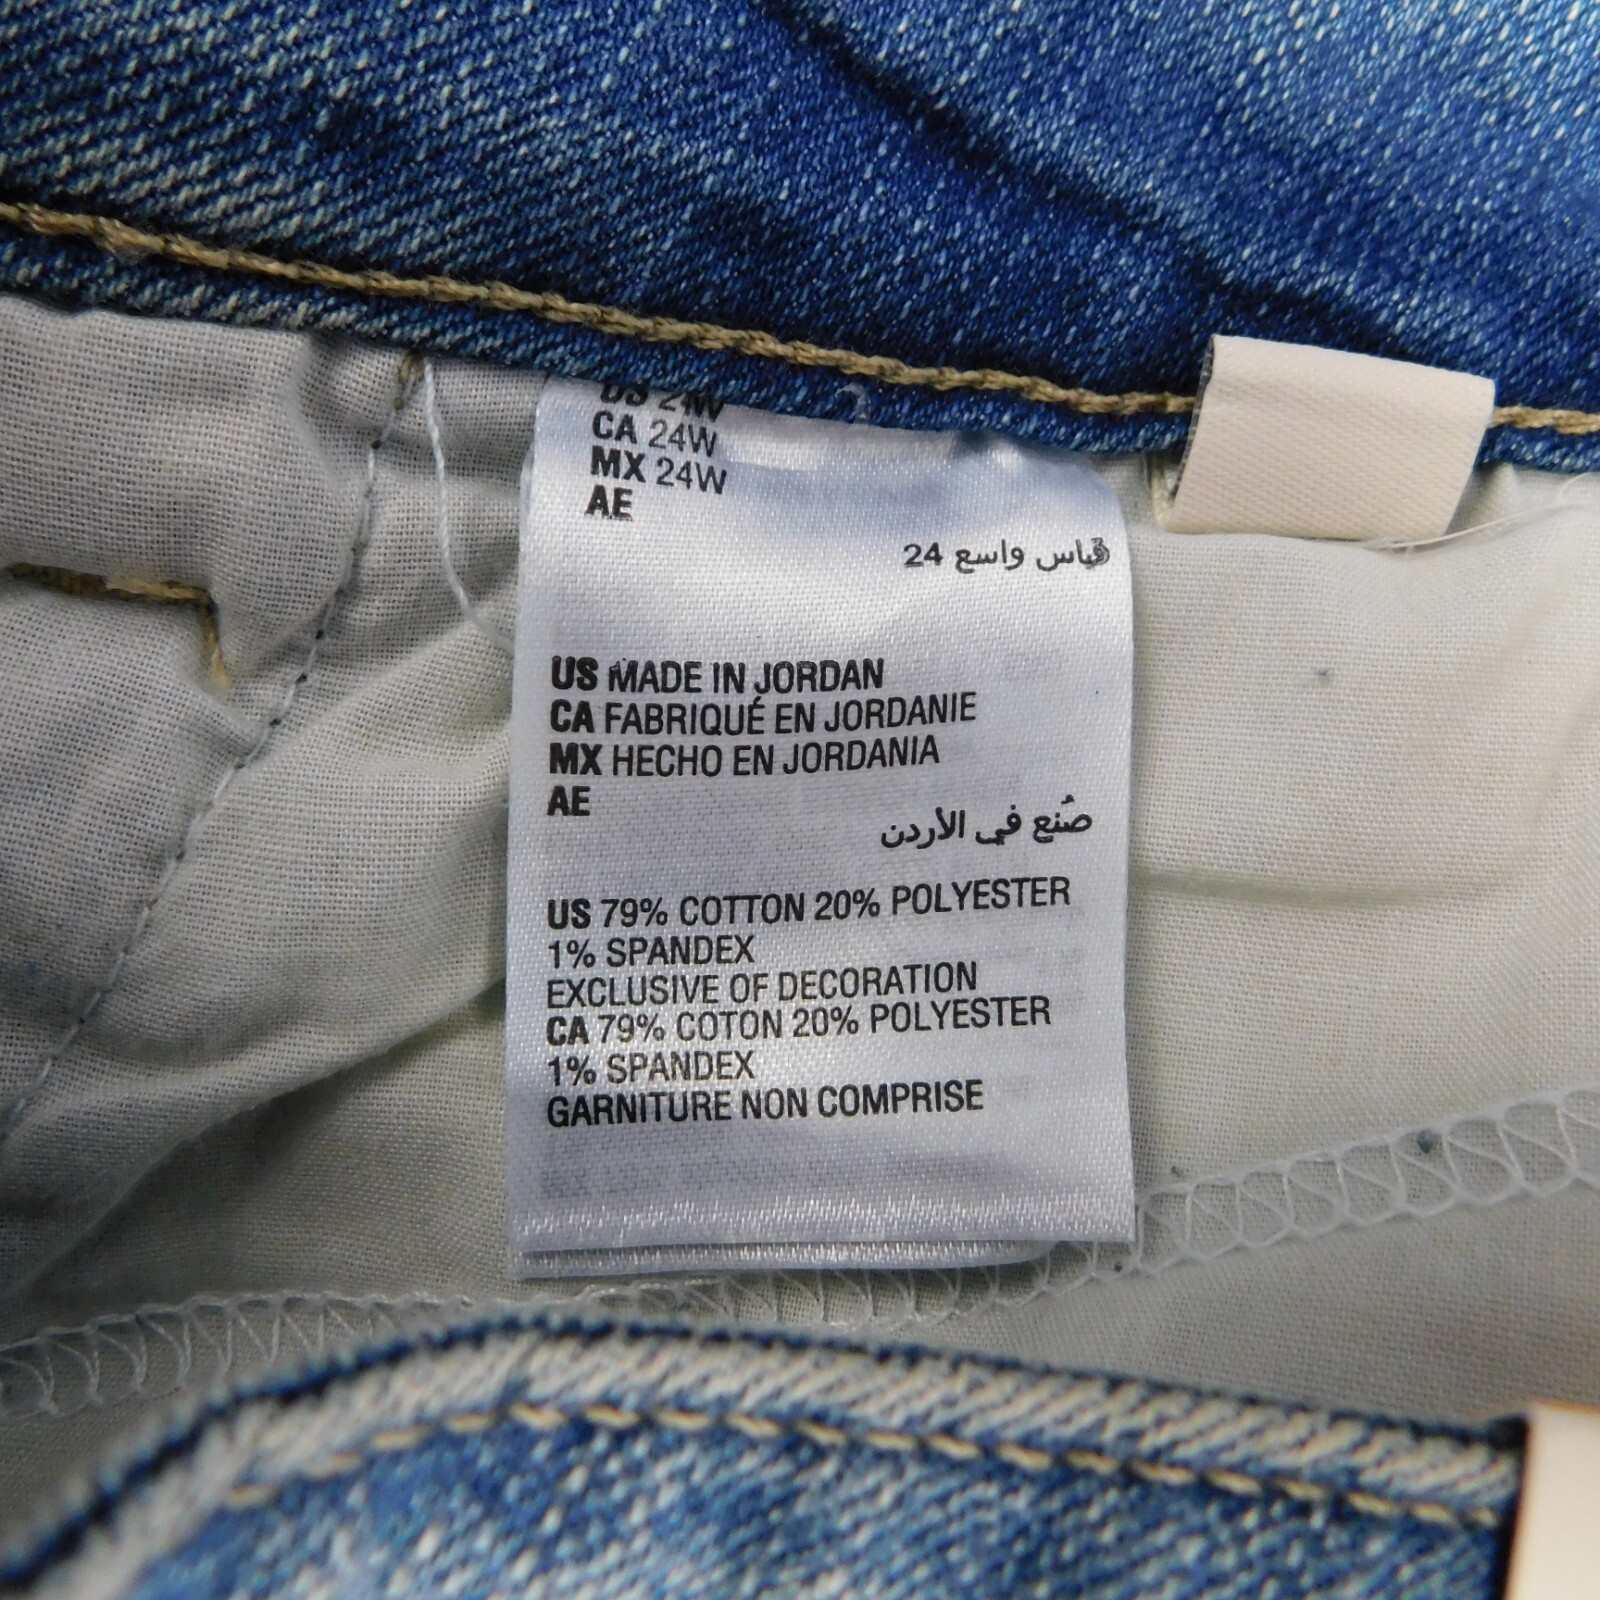 US 24W
CA 24W
MX 24W
AE
قياس واسع 24
US MADE IN JORDAN
CA FABRIQUÉ EN JORDANIE
MX HECHO EN JORDANIA
AE
صُنع في الأردن
US 79% COTTON 20% POLYESTER
1% SPANDEX
EXCLUSIVE OF DECORATION
CA 79% COTON 20% POLYESTER
1% SPANDEX
GARNITURE NON COMPRISE